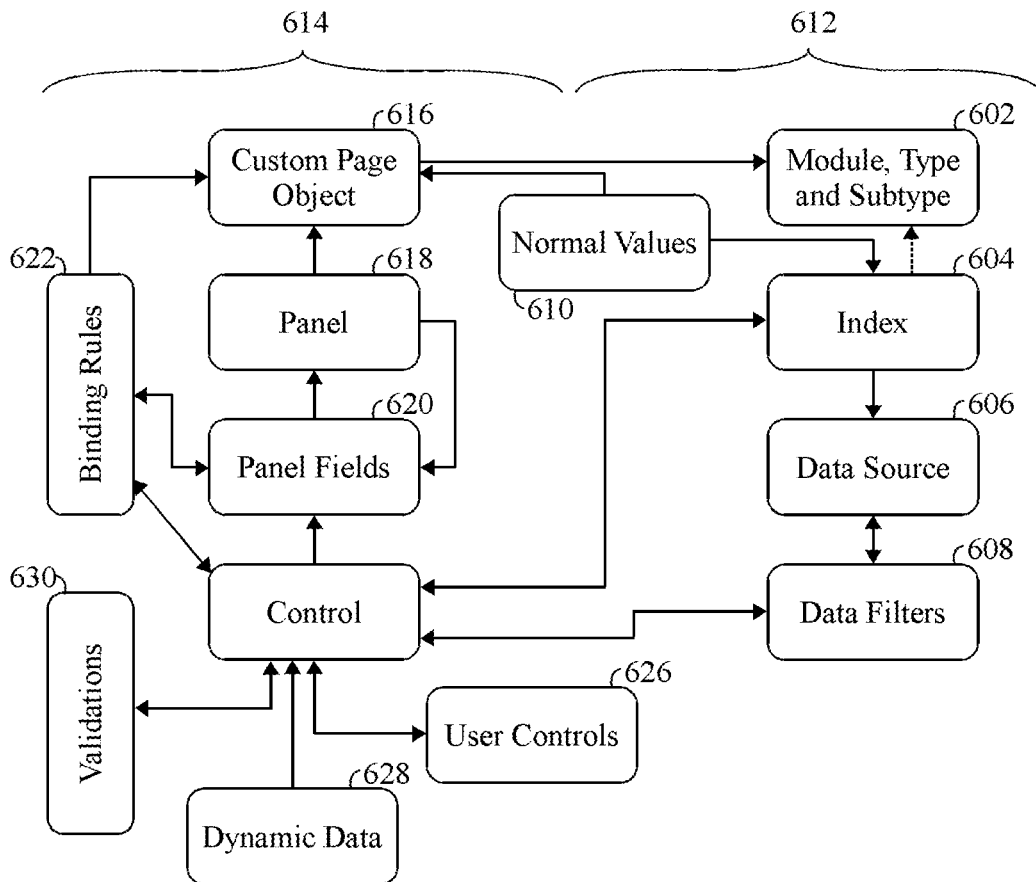 614
612
616
602
Custom Page
Object
Module, Type
and Subtype
Normal Values
610
622
618
604
Binding Rules
Panel
Index
620
606
Panel Fields
Data Source
630
608
Control
Data Filters
Validations
626
User Controls
628
Dynamic Data